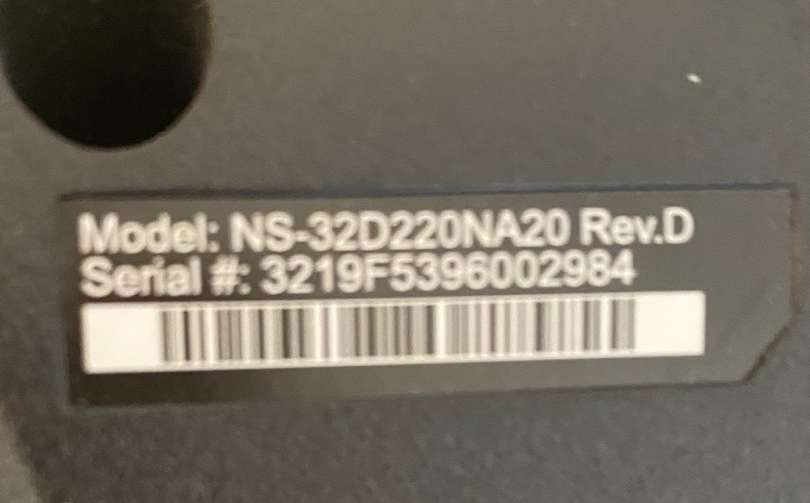 Model: NS-32D220NA20 Rev.D
Serial #: 3219F5396002984